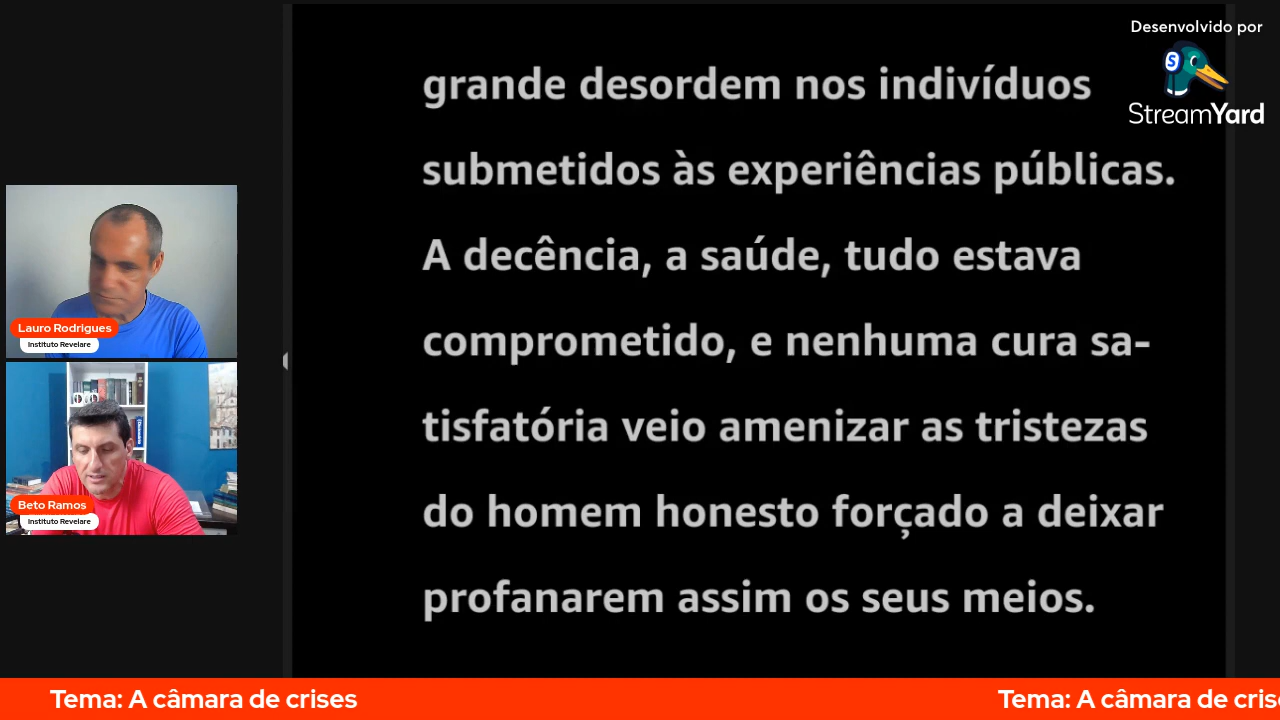 Desenvolvido por
S
StreamYard
grande desordem nos indivíduos
submetidos às experiências públicas.
A decência, a saúde, tudo estava
comprometido, e nenhuma cura sa-
tisfatória veio amenizar as tristezas
do homem honesto forçado a deixar
profanarem assim os seus meios.
Lauro Rodrigues
Instituto Revelare
Beto Ramos
Instituto Revelare
Tema: A câmara de crises
Tema: A câmara de cris